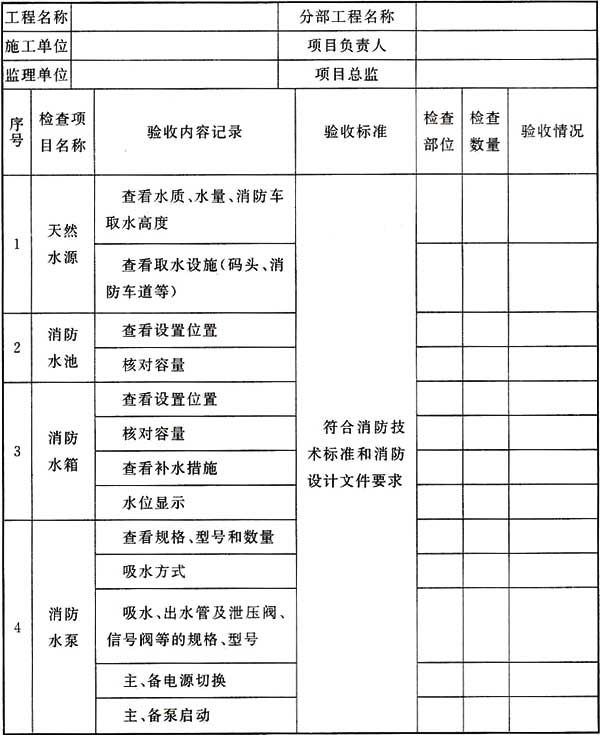 工程名称 分部工程名称
施工单位 项目负责人
监理单位 项目总监
序号 检查项目名称 验收内容记录 验收标准 检查部位 检查数量 验收情况
1 天然水源
查看水质、水量、消防车
取水高度
查看取水设施(码头、消
防车道等)
2 消防水池
查看设置位置
核对容量
3 消防水箱
查看设置位置
核对容量
查看补水措施
水位显示
符合消防技
术标准和消防
设计文件要求
4 消防水泵
查看规格、型号和数量
吸水方式
吸水、出水管及泄压阀、
信号阀等的规格、型号
主、备电源切换
主、备泵启动